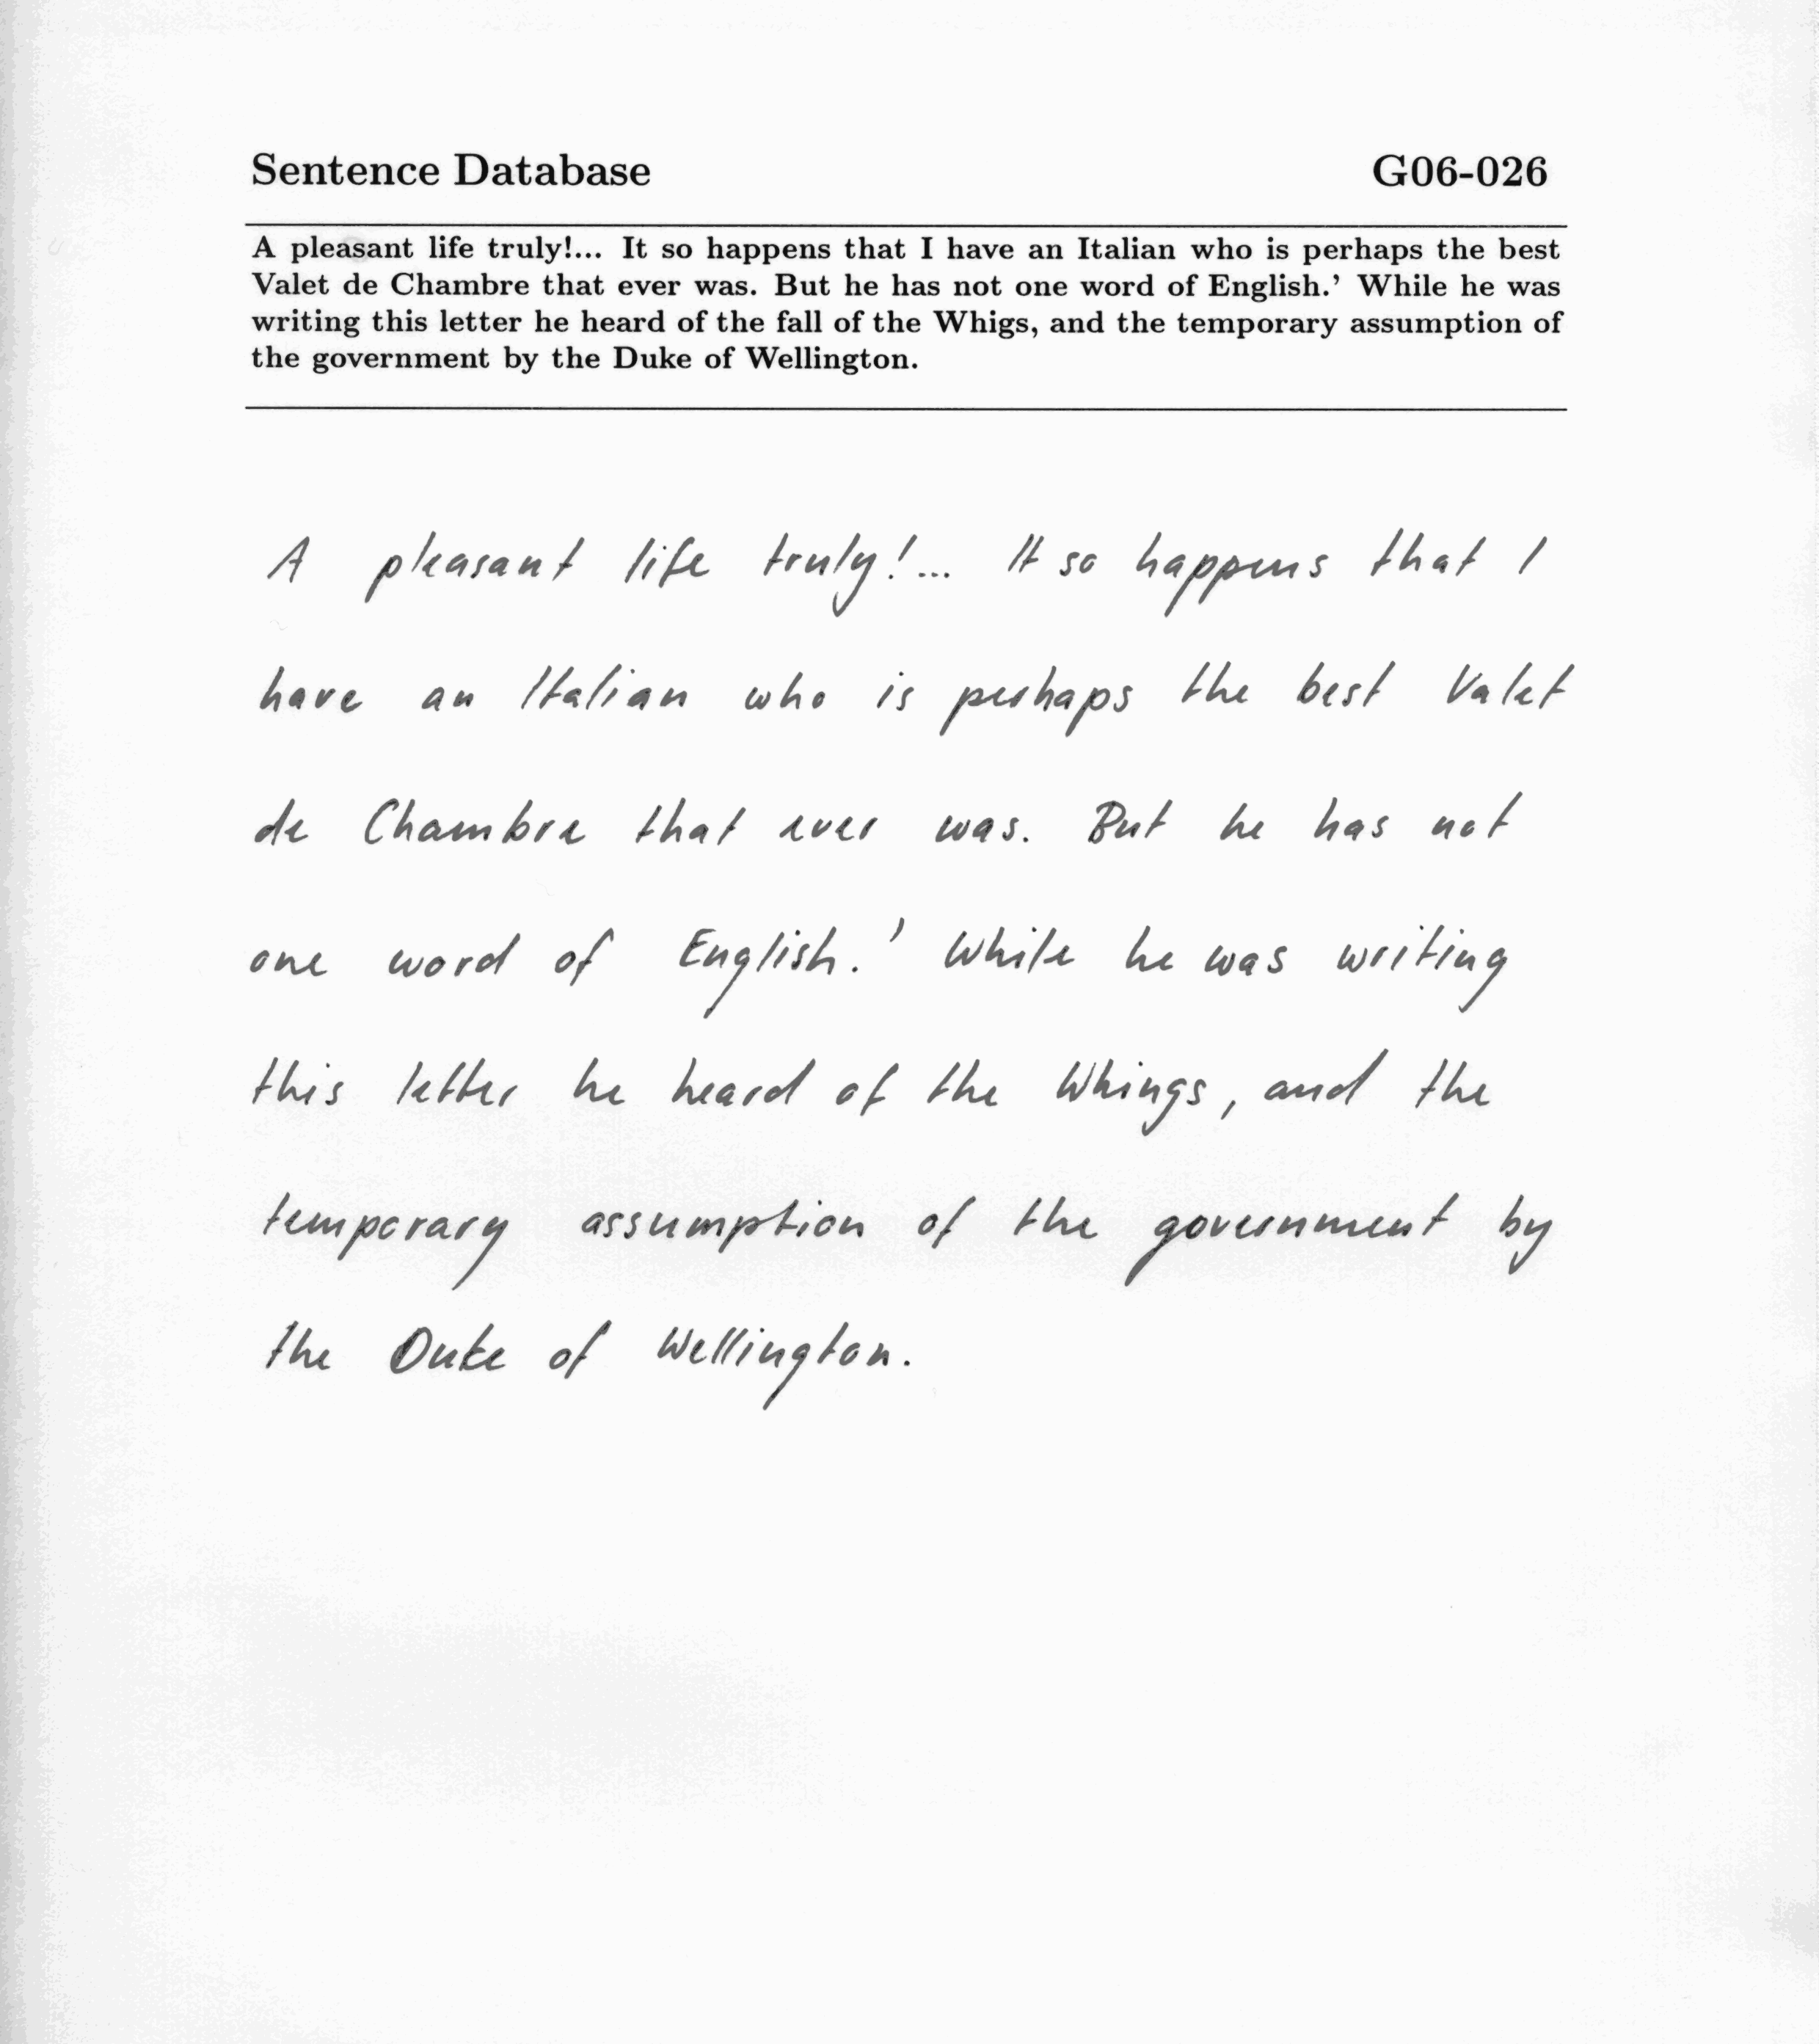 Sentence Database G06-026
A pleasant life truly!... It so happens that I have an Italian who is perhaps the best
Valet de Chambre that ever was. But he has not one word of English.' While he was
writing this letter he heard of the fall of the Whigs, and the temporary assumption of
the government by the Duke of Wellington.
A pleasant life truly!... It so happens that I
have an Italian who is perhaps the best Valet
de Chambre that ever was. But he has not
one word of English.' While he was writing
this letter he heard of the Whings, and the
temporary assumption of the government by
the Duke of Wellington.